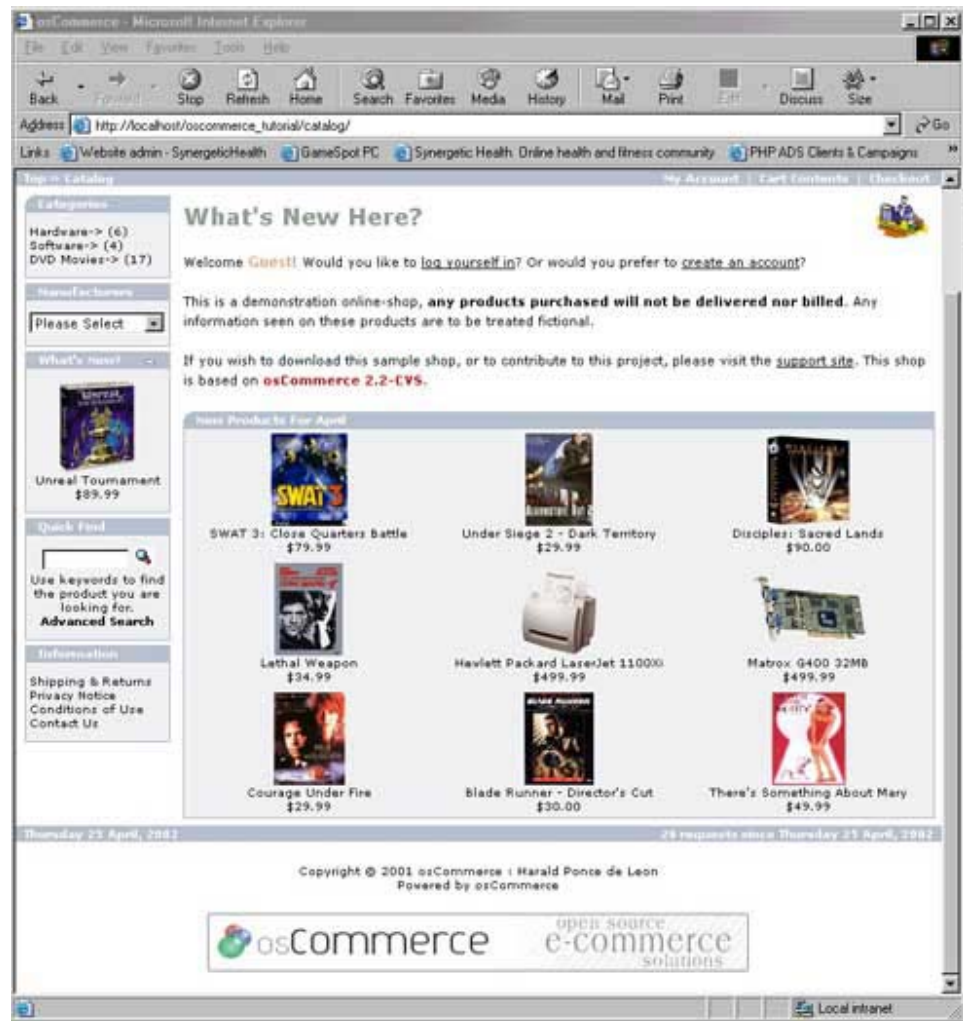 osCommerce - Microsoft Internet Explorer
File Edit View Favorites Tools Help
Back Forward Stop Refresh Home Search Favorites Media History Mail Print Edit Discuss Size
Address http://localhost/oscommerce_tutorial/catalog/ Go
Links Website admin - SynergeticHealth GameSpot PC Synergetic Health Online health and fitness community PHP ADS Clients & Campaigns »
Top » Catalog My Account | Cart Contents | Checkout
Categories
Hardware-> (6)
Software-> (4)
DVD Movies-> (17)
Manufacturers
Please Select
What's New?
UNREAL
Unreal Tournament
$89.99
Quick Find
Use keywords to find
the product you are
looking for.
Advanced Search
Information
Shipping & Returns
Privacy Notice
Conditions of Use
Contact Us
What's New Here?
Welcome Guest! Would you like to log yourself in? Or would you prefer to create an account?
This is a demonstration online-shop, any products purchased will not be delivered nor billed. Any
information seen on these products are to be treated fictional.
If you wish to download this sample shop, or to contribute to this project, please visit the support site. This shop
is based on osCommerce 2.2-CVS.
New Products For April
SWAT 3
SWAT 3: Close Quarters Battle
$79.99
Under Siege 2 - Dark Territory
$29.99
Disciples: Sacred Lands
$90.00
Lethal Weapon
$34.99
Hewlett Packard LaserJet 1100Xi
$499.99
Matrox G400 32MB
$499.99
Courage Under Fire
$29.99
BLADE RUNNER
Blade Runner - Director's Cut
$30.00
There's Something About Mary
$49.99
Thursday 25 April, 2002 28 requests since Thursday 25 April, 2002
Copyright © 2001 osCommerce : Harald Ponce de Leon
Powered by osCommerce
osCommerce
open source
e-commerce
solutions
Local intranet